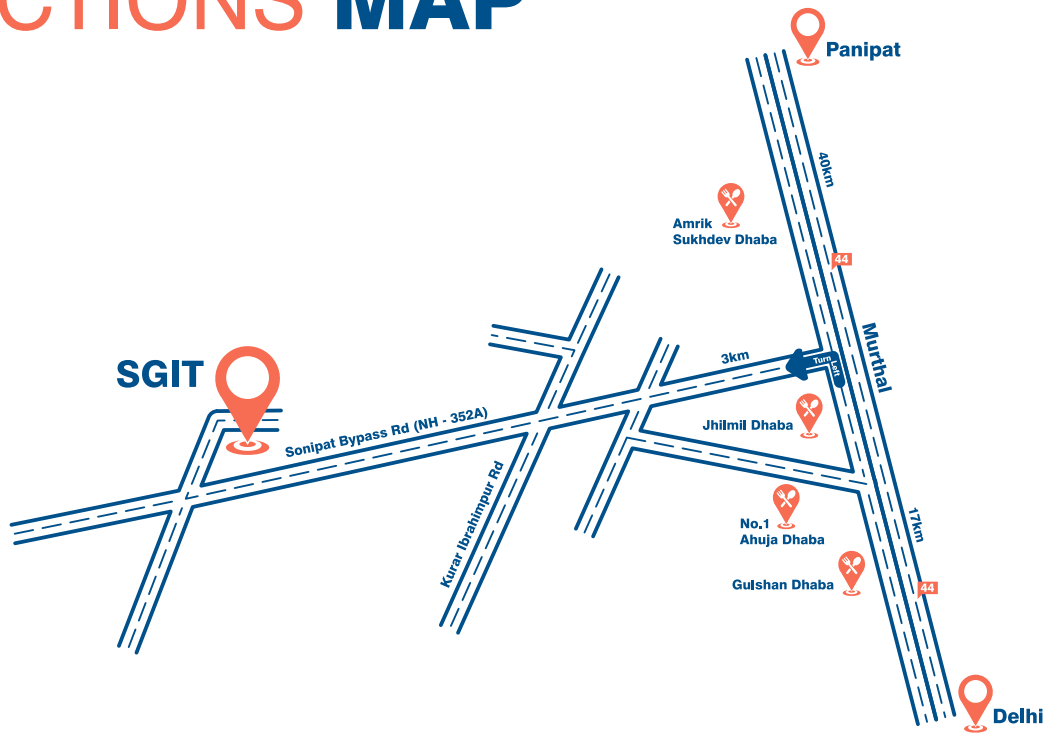 CTIONS MAP
Panipat
40km
Amrik
Sukhdev Dhaba
44
Murthal
3km
Turn
Left
SGIT
Jhilmil Dhaba
Sonipat Bypass Rd (NH - 352A)
Kurar Ibrahimpur Rd
No.1
Ahuja Dhaba
17km
Gulshan Dhaba
44
Delhi